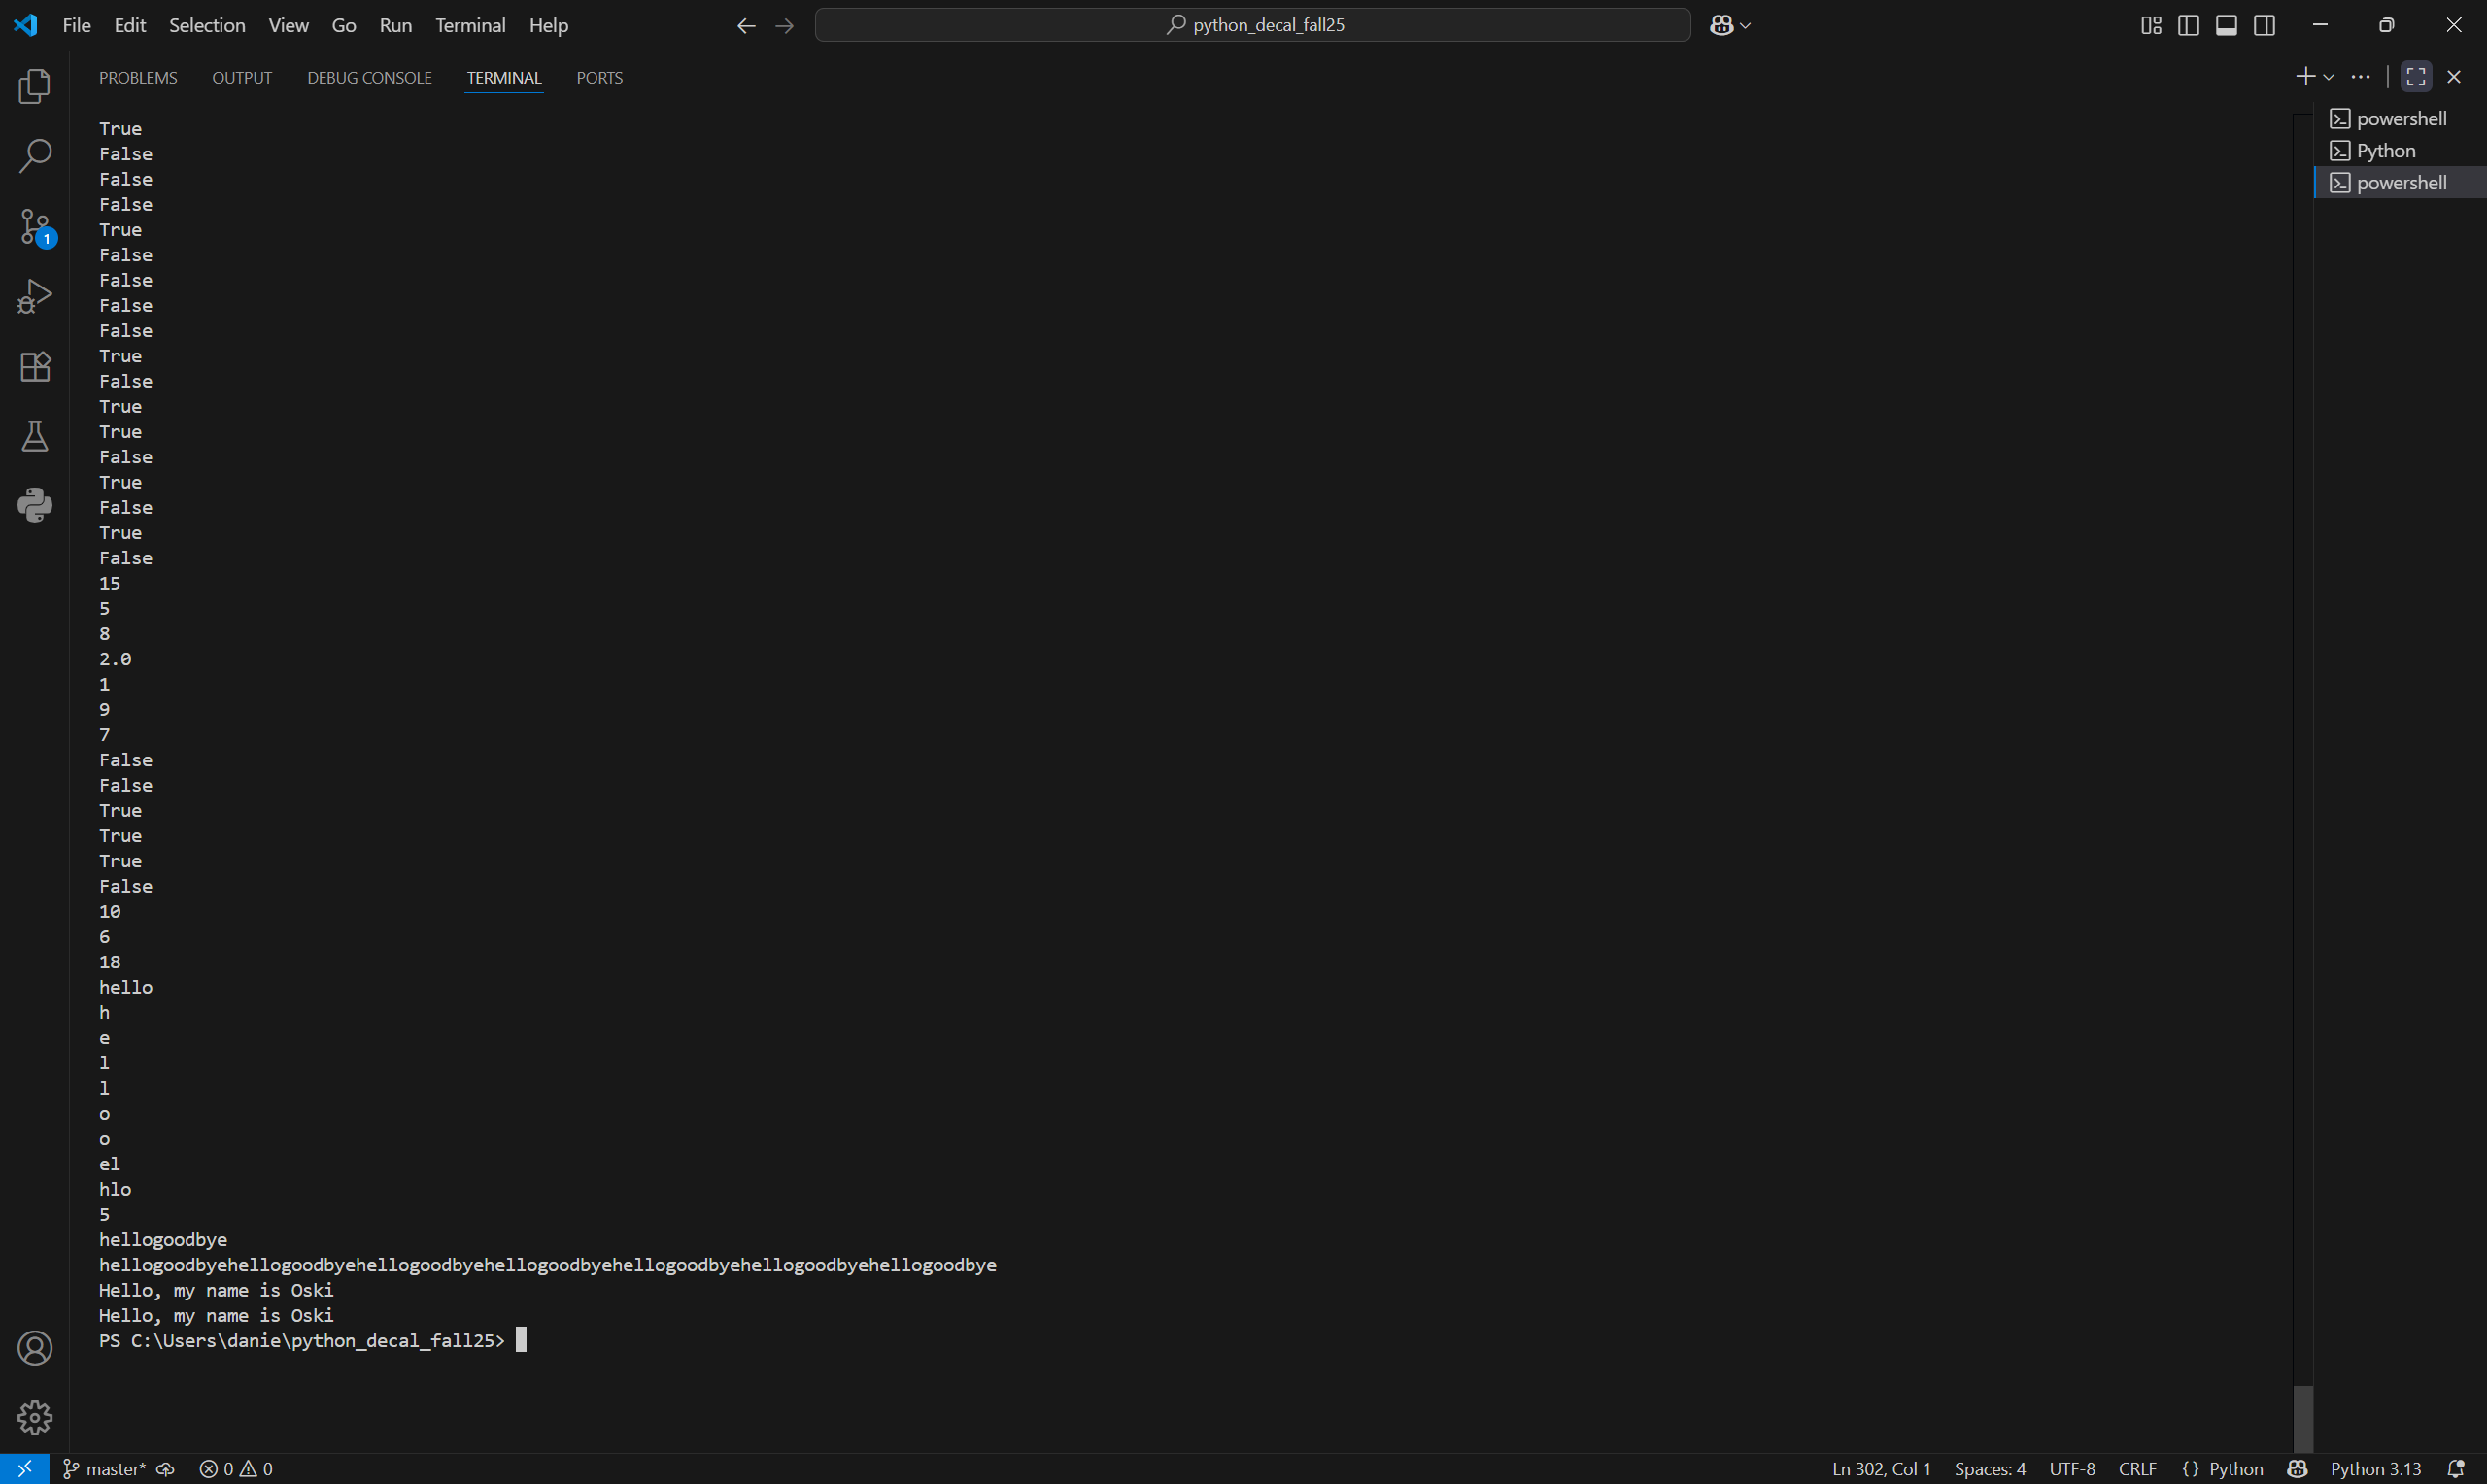 File Edit Selection View Go Run Terminal Help python_decal_fall25
PROBLEMS OUTPUT DEBUG CONSOLE TERMINAL PORTS
powershell
Python
powershell
1
True
False
False
False
True
False
False
False
False
True
False
True
True
False
True
False
True
False
15
5
8
2.0
1
9
7
False
False
True
True
True
False
10
6
18
hello
h
e
l
l
o
o
el
hlo
5
hellogoodbye
hellogoodbyehellogoodbyehellogoodbyehellogoodbyehellogoodbyehellogoodbyehellogoodbye
Hello, my name is Oski
Hello, my name is Oski
PS C:\Users\danie\python_decal_fall25>
master* 0 0 Ln 302, Col 1 Spaces: 4 UTF-8 CRLF {} Python Python 3.13